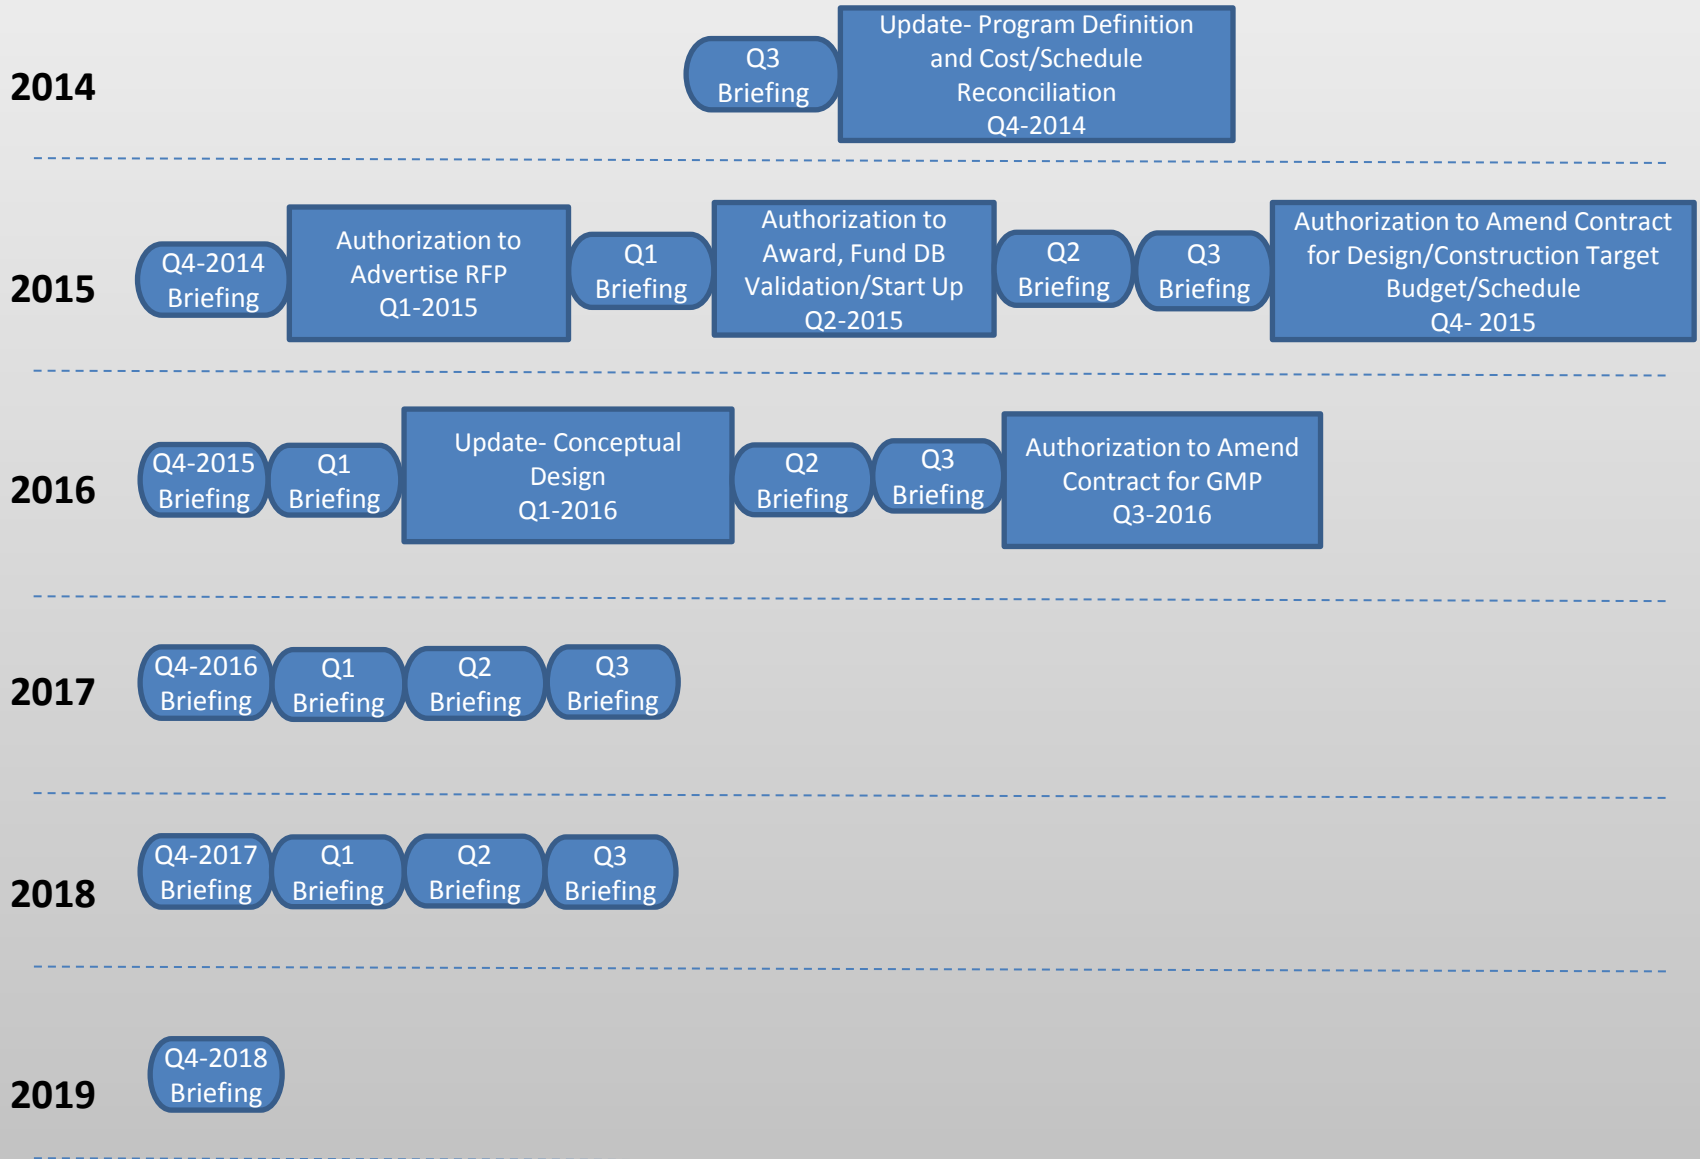 2014
Q3
Briefing
Update- Program Definition
and Cost/Schedule
Reconciliation
Q4-2014
2015
Q4-2014
Briefing
Authorization to
Advertise RFP
Q1-2015
Q1
Briefing
Authorization to
Award, Fund DB
Validation/Start Up
Q2-2015
Q2
Briefing
Q3
Briefing
Authorization to Amend Contract
for Design/Construction Target
Budget/Schedule
Q4- 2015
2016
Q4-2015
Briefing
Q1
Briefing
Update- Conceptual
Design
Q1-2016
Q2
Briefing
Q3
Briefing
Authorization to Amend
Contract for GMP
Q3-2016
2017
Q4-2016
Briefing
Q1
Briefing
Q2
Briefing
Q3
Briefing
2018
Q4-2017
Briefing
Q1
Briefing
Q2
Briefing
Q3
Briefing
2019
Q4-2018
Briefing